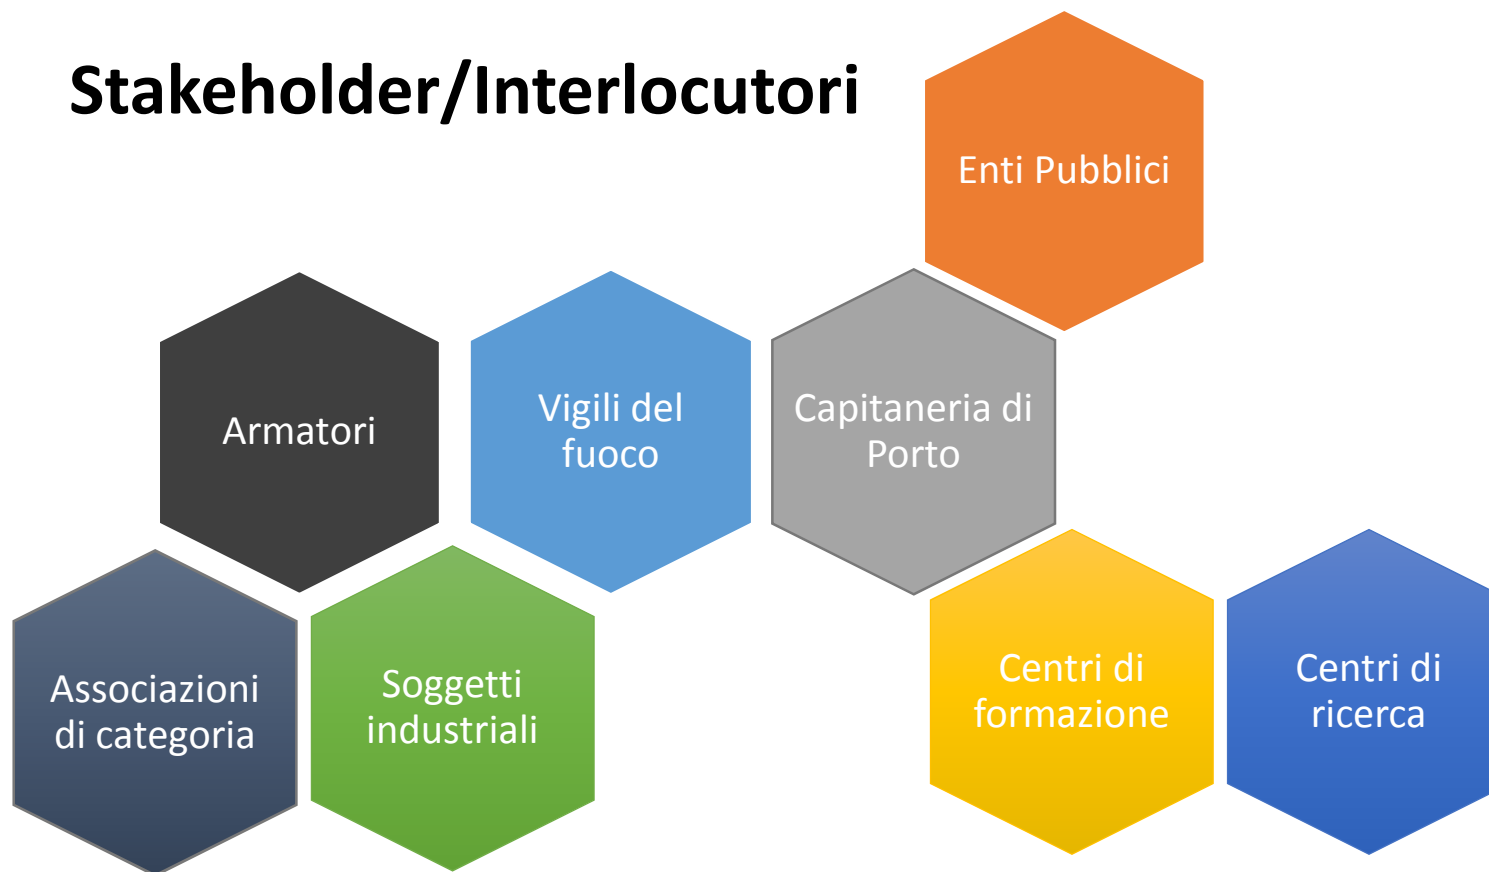 Stakeholder/Interlocutori
Enti Pubblici
Armatori
Vigili del
fuoco
Capitaneria di
Porto
Associazioni
di categoria
Soggetti
industriali
Centri di
formazione
Centri di
ricerca